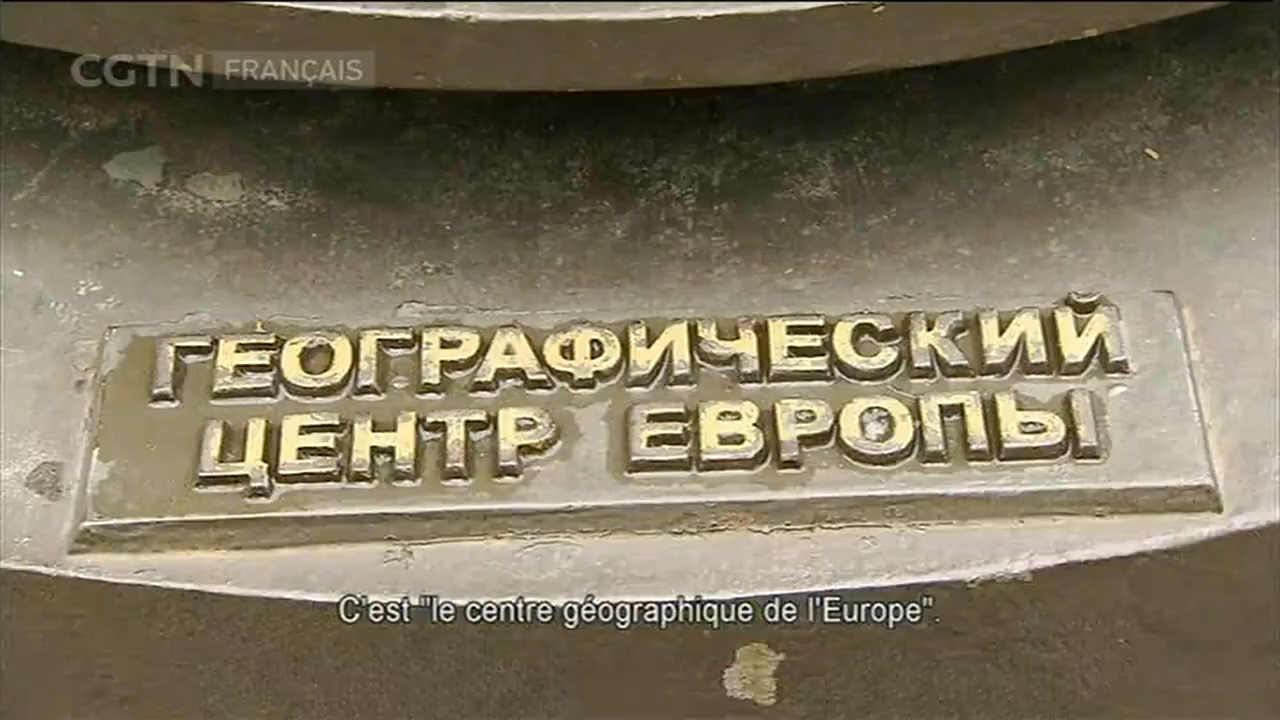 CGTN FRANÇAIS
ГЕОГРАФИЧЕСКИЙ
ЦЕНТР ЕВРОПЫ
C'est "le centre géographique de l'Europe".